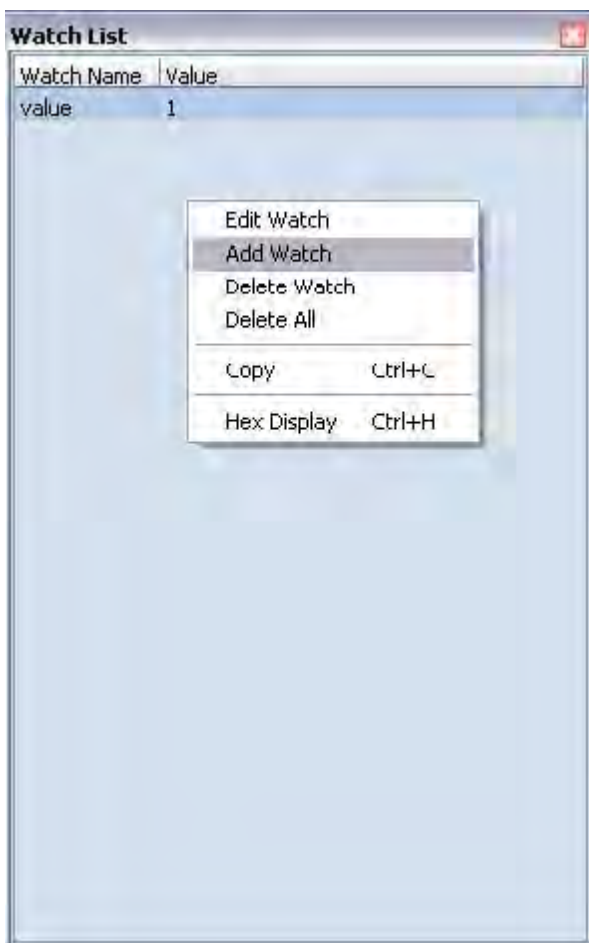 Watch List
Watch Name Value
value 1
Edit Watch
Add Watch
Delete Watch
Delete All
Copy Ctrl+C
Hex Display Ctrl+H